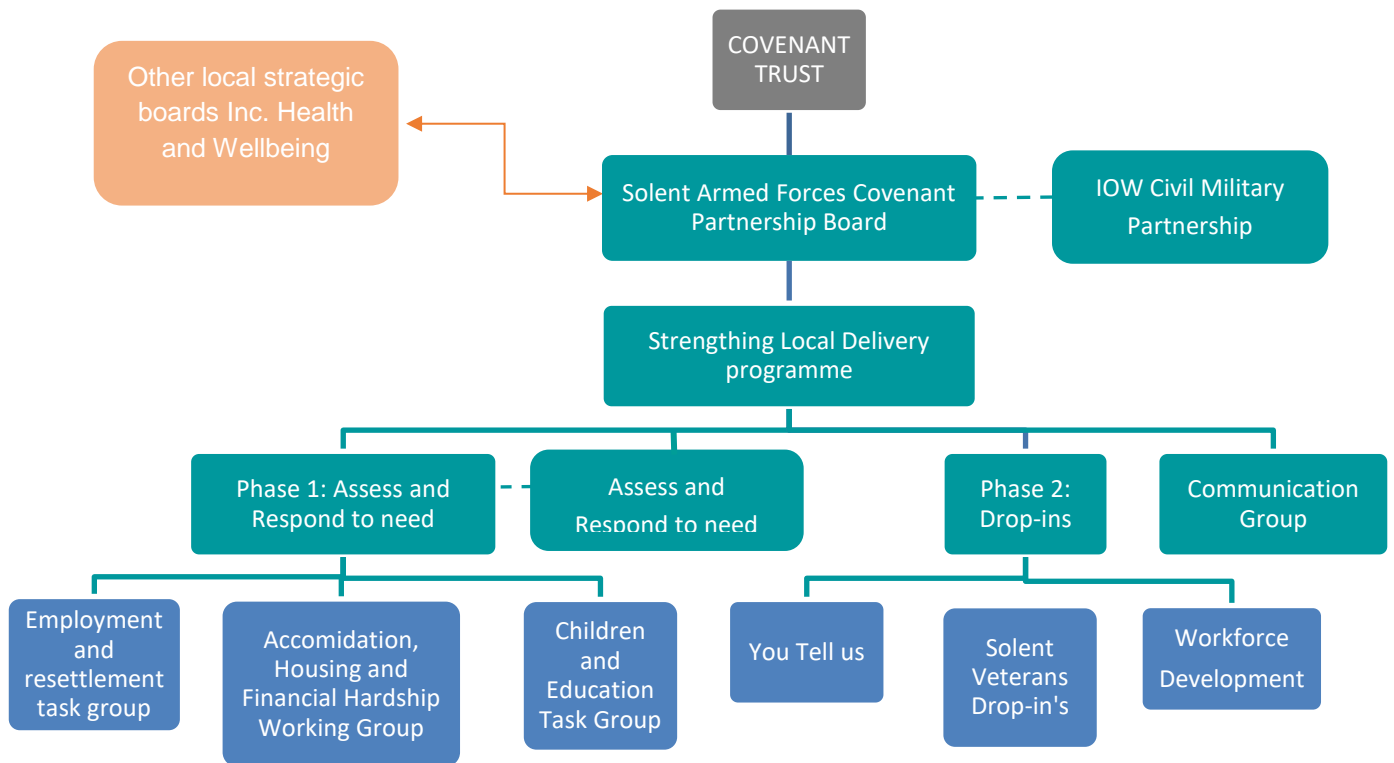 COVENANT
TRUST
Other local strategic
boards Inc. Health
and Wellbeing
Solent Armed Forces Covenant
Partnership Board
IOW Civil Military
Partnership
Strengthing Local Delivery
programme
Phase 1: Assess and
Respond to need
Assess and
Respond to need
Phase 2:
Drop-ins
Communication
Group
Employment
and
resettlement
task group
Accomidation,
Housing and
Financial Hardship
Working Group
Children
and
Education
Task Group
You Tell us
Solent
Veterans
Drop-in's
Workforce
Development